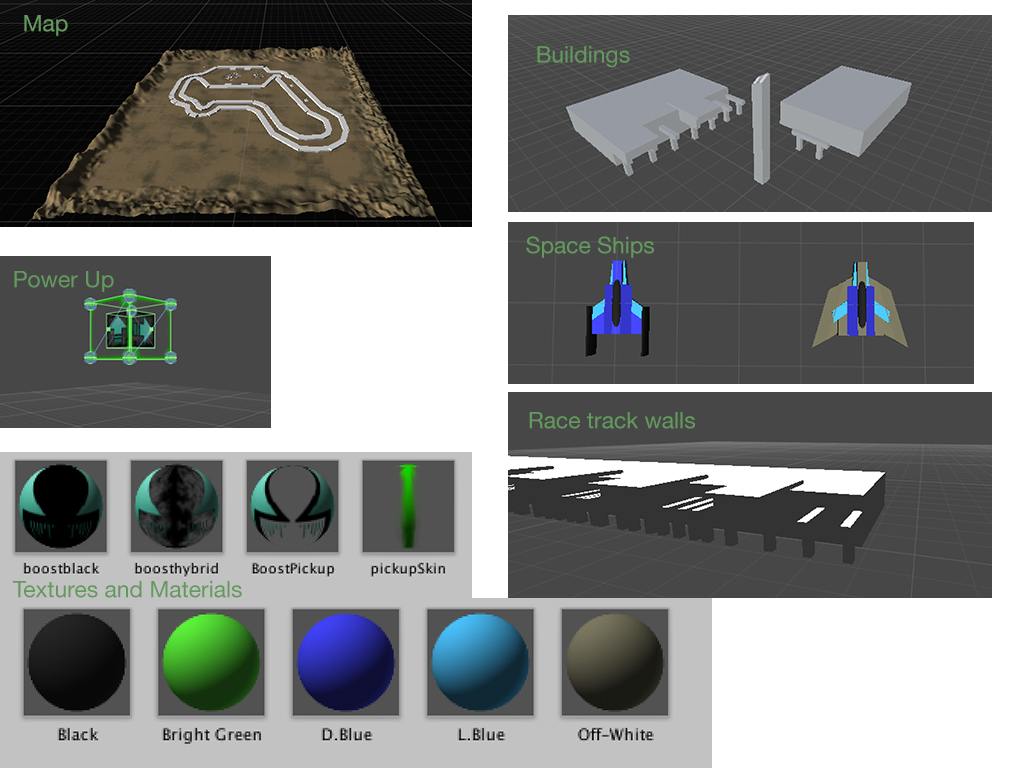 Map
Buildings
Space Ships
Power Up
Race track walls
boostblack
boosthybrid
BoostPickup
pickupSkin
Textures and Materials
Black
Bright Green
D.Blue
L.Blue
Off-White